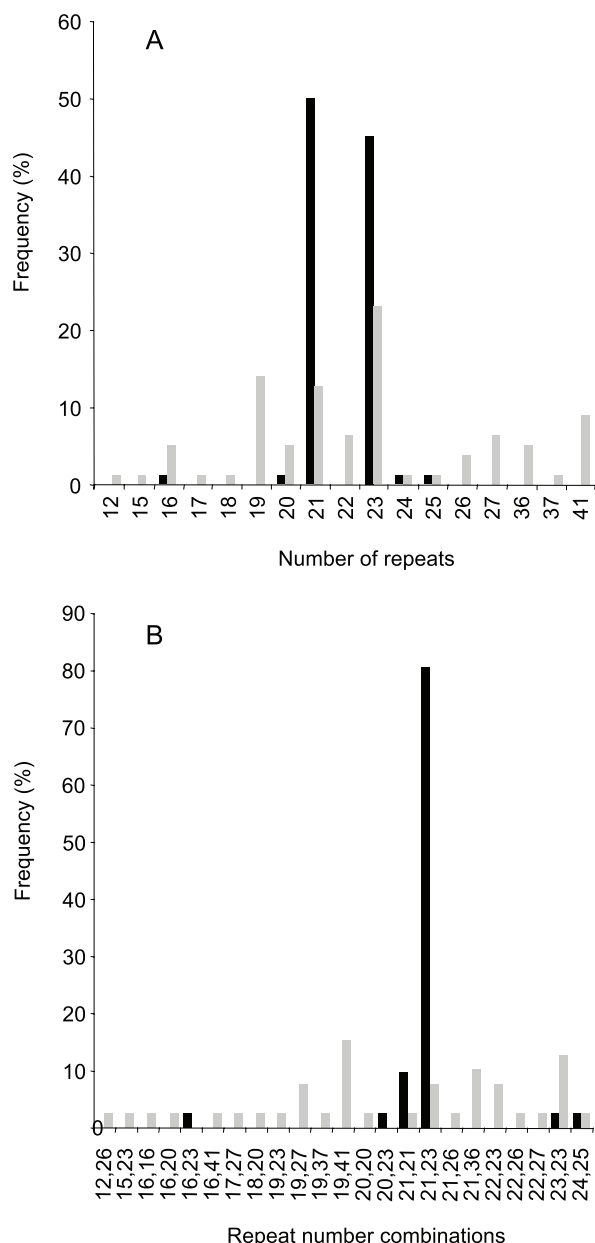 A
Frequency (%)
60
50
40
30
20
10
0
12 15 16 17 18 19 20 21 22 23 24 25 26 27 36 37 41
Number of repeats
B
Frequency (%)
90
80
70
60
50
40
30
20
10
0
12,26 15,23 16,16 16,20 16,23 16,41 17,27 18,20 19,23 19,27 19,37 19,41 20,20 20,23 21,21 21,23 21,26 21,36 22,23 22,26 22,27 23,23 24,25
Repeat number combinations